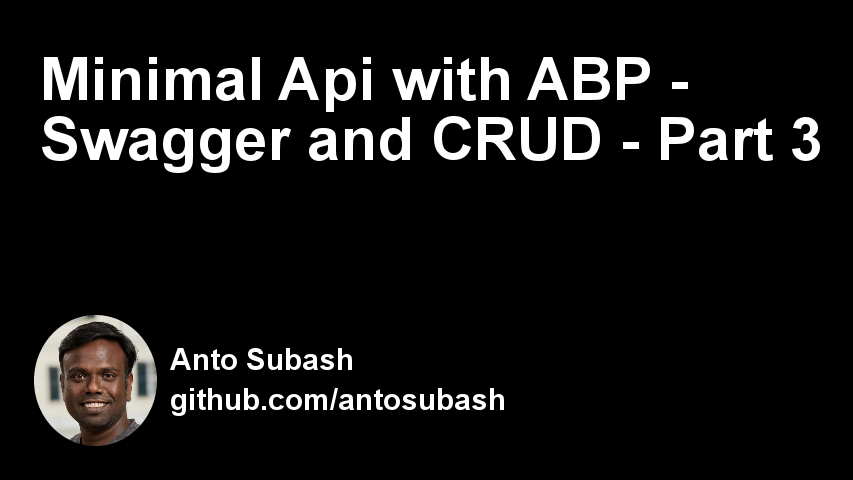 Minimal Api with ABP -
Swagger and CRUD - Part 3
Anto Subash
github.com/antosubash